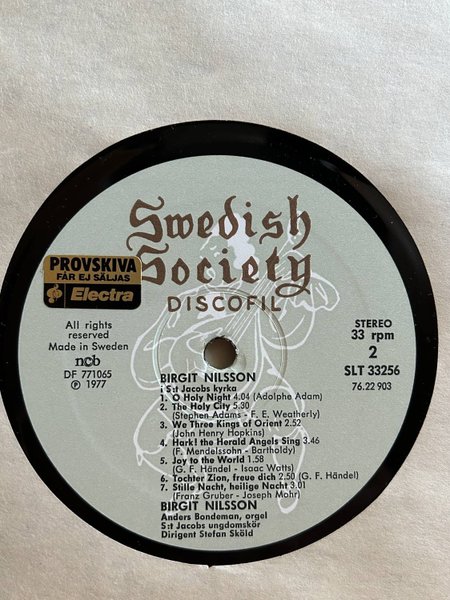 Swedish
Society
DISCOFIL
PROVSKIVA
FÅR EJ SÄLJAS
Electra
All rights
reserved
Made in Sweden
ncb
DF 771065
Ⓟ 1977
STEREO
33 rpm
2
SLT 33256
76.22 903
BIRGIT NILSSON
i S:t Jacobs kyrka
1. O Holy Night 4.04 (Adolphe Adam)
2. The Holy City 5.30
(Stephen Adams - F. E. Weatherly)
3. We Three Kings of Orient 2.52
(John Henry Hopkins)
4. Hark! the Herald Angels Sing 3.46
(F. Mendelssohn - Bartholdy)
5. Joy to the World 1.58
(G. F. Händel - Isaac Watts)
6. Tochter Zion, freue dich 2.50 (G. F. Händel)
7. Stille Nacht, heilige Nacht 3.01
(Franz Gruber - Joseph Mohr)
BIRGIT NILSSON
Anders Bondeman, orgel
S:t Jacobs ungdomskör
Dirigent Stefan Sköld